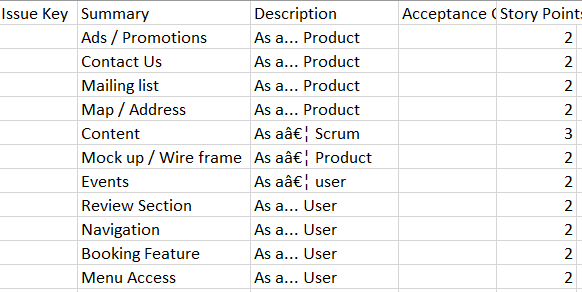 Issue Key Summary Description Acceptance C Story Points
Ads / Promotions As a... Product 2
Contact Us As a... Product 2
Mailing list As a... Product 2
Map / Address As a... Product 2
Content As aâ€¦ Scrum 3
Mock up / Wire frame As aâ€¦ Product 2
Events As aâ€¦ user 2
Review Section As a... User 2
Navigation As a... User 2
Booking Feature As a... User 2
Menu Access As a... User 2